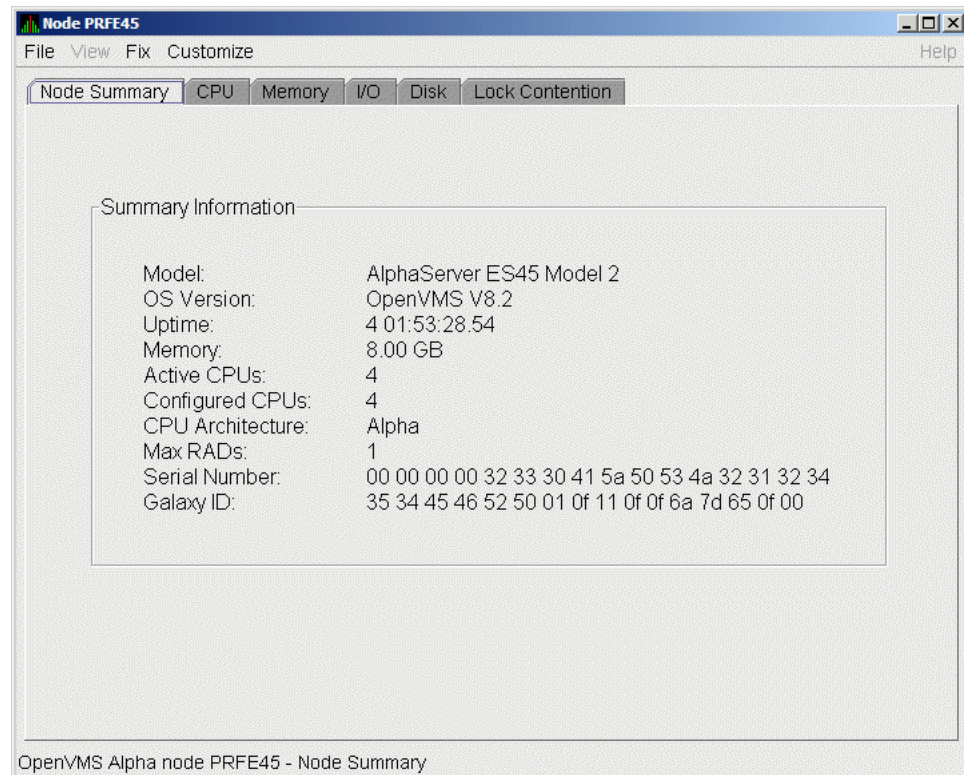 Node PRFE45
File View Fix Customize Help
Node Summary CPU Memory I/O Disk Lock Contention
Summary Information
Model: AlphaServer ES45 Model 2
OS Version: OpenVMS V8.2
Uptime: 4 01:53:28.54
Memory: 8.00 GB
Active CPUs: 4
Configured CPUs: 4
CPU Architecture: Alpha
Max RADs: 1
Serial Number: 00 00 00 00 32 33 30 41 5a 50 53 4a 32 31 32 34
Galaxy ID: 35 34 45 46 52 50 01 0f 11 0f 0f 6a 7d 65 0f 00
OpenVMS Alpha node PRFE45 - Node Summary